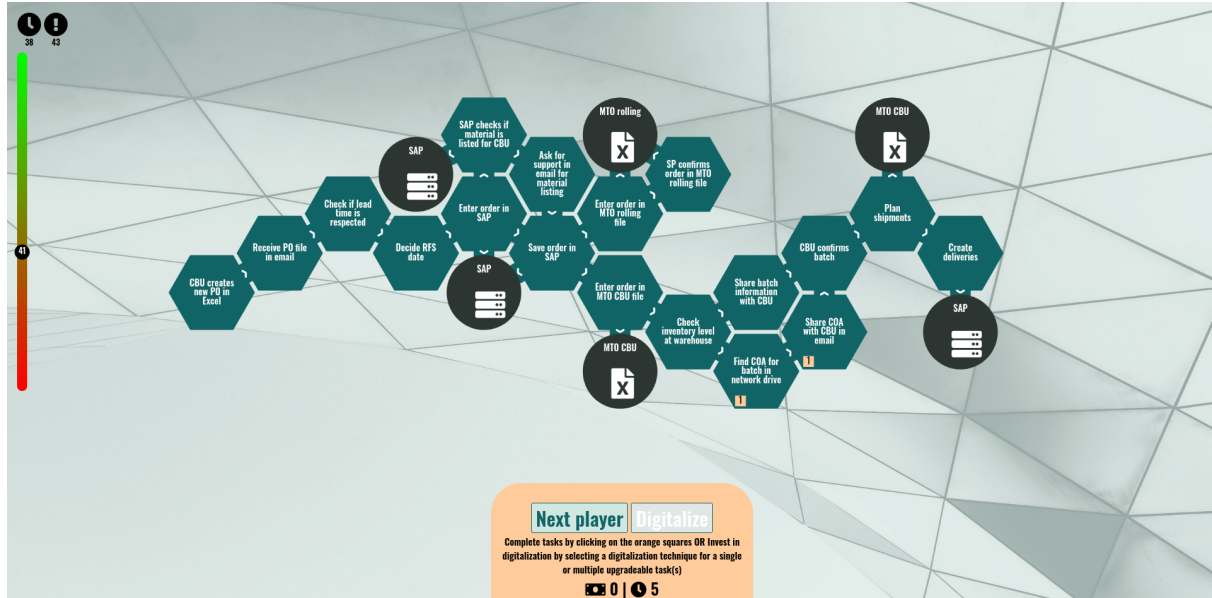 38
43
41
CBU creates
new PO in
Excel
Receive PO file
in email
Check if lead
time is
respected
Decide RFS
date
SAP
SAP checks if
material is
listed for CBU
Enter order in
SAP
SAP
Ask for
support in
email for
material
listing
Save order in
SAP
MTO rolling
X
Enter order in
MTO rolling
file
SP confirms
order in MTO
rolling file
Enter order in
MTO CBU file
MTO CBU
X
Check
inventory level
at warehouse
Share batch
information
with CBU
Find COA for
batch in
network drive
1
CBU confirms
batch
Share COA
with CBU in
email
1
MTO CBU
X
Plan
shipments
Create
deliveries
SAP
Next player
Digitalize
Complete tasks by clicking on the orange squares OR Invest in
digitalization by selecting a digitalization technique for a single
or multiple upgradeable task(s)
0 | 5